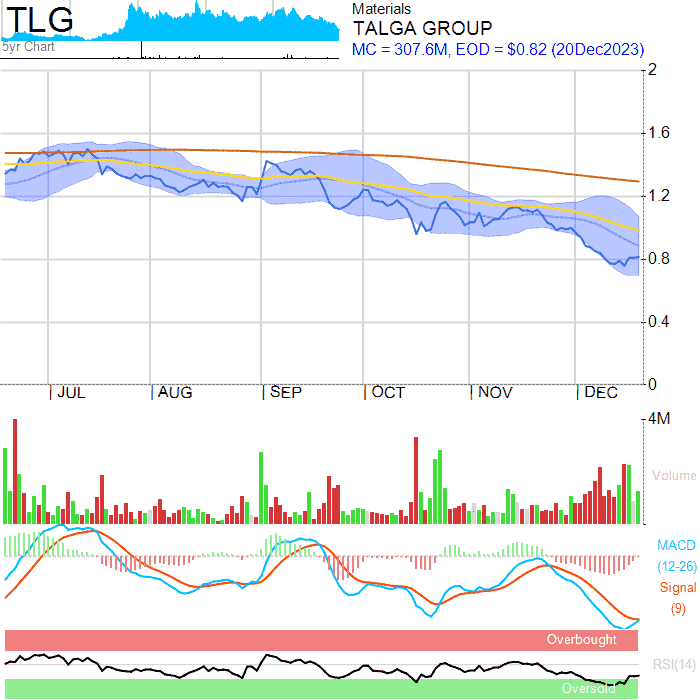 TLG
5yr Chart
Materials
TALGA GROUP
MC = 307.6M, EOD = $0.82 (20Dec2023)
2
1.6
1.2
0.8
0.4
0
JUL
AUG
SEP
OCT
NOV
DEC
4M
Volume
MACD
(12-26)
Signal
(9)
Overbought
RSI(14)
Oversold